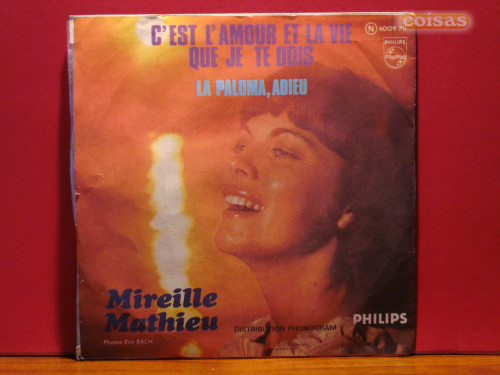 coisas
C'EST L'AMOUR ET LA VIE
QUE JE TE DOIS
LA PALOMA, ADIEU
PHILIPS
Mireille
Mathieu
DISTRIBUTION PHONOGRAM
PHILIPS
Photos: Eric BACH